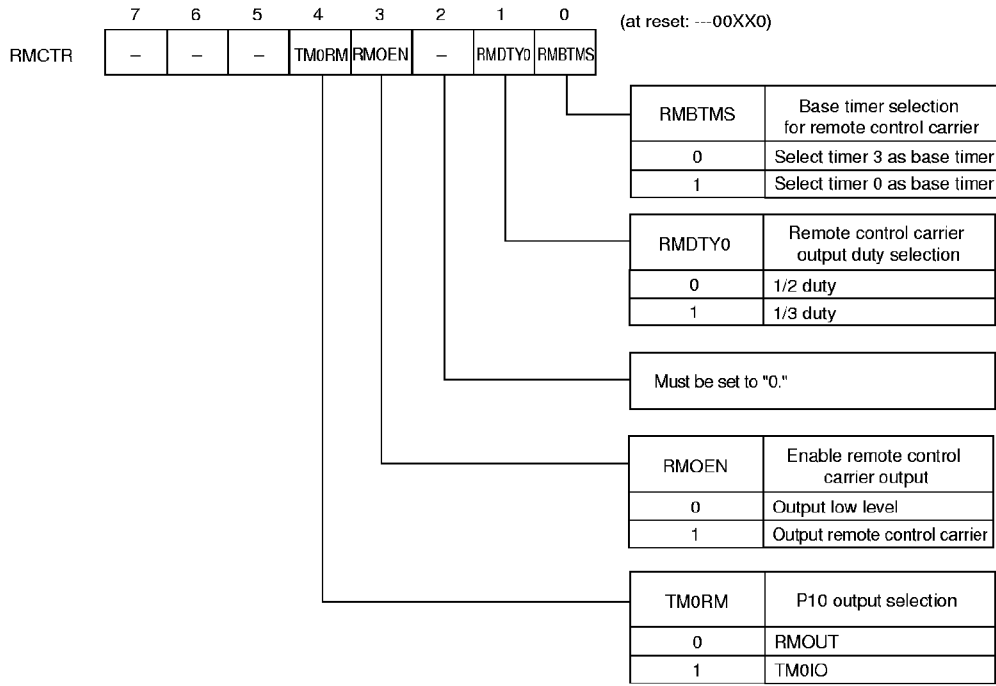 7 6 5 4 3 2 1 0 (at reset: ---00XX0)
RMCTR – – – TM0RM RMOEN – RMDTY0 RMBTMS
RMBTMS Base timer selection
for remote control carrier
0 Select timer 3 as base timer
1 Select timer 0 as base timer
RMDTY0 Remote control carrier
output duty selection
0 1/2 duty
1 1/3 duty
Must be set to "0."
RMOEN Enable remote control
carrier output
0 Output low level
1 Output remote control carrier
TM0RM P10 output selection
0 RMOUT
1 TM0IO